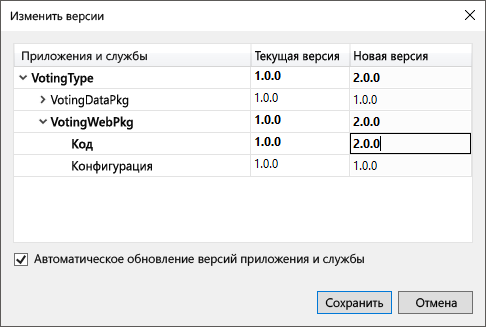 Изменить версии
Приложения и службы Текущая версия Новая версия
VotingType 1.0.0 2.0.0
VotingDataPkg 1.0.0 1.0.0
VotingWebPkg 1.0.0 2.0.0
Код 1.0.0 2.0.0
Конфигурация 1.0.0 1.0.0
Автоматическое обновление версий приложения и службы
Сохранить Отмена